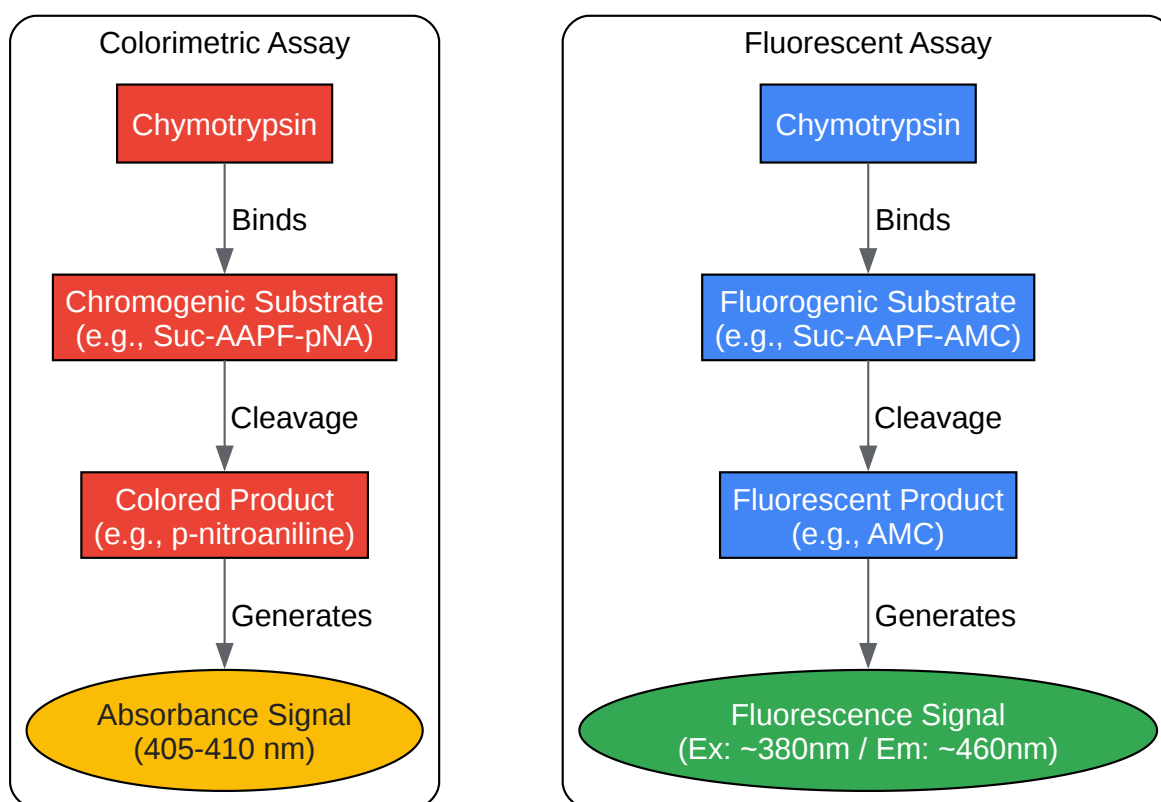 Colorimetric Assay
Chymotrypsin
Binds
Chromogenic Substrate
(e.g., Suc-AAPF-pNA)
Cleavage
Colored Product
(e.g., p-nitroaniline)
Generates
Absorbance Signal
(405-410 nm)
Fluorescent Assay
Chymotrypsin
Binds
Fluorogenic Substrate
(e.g., Suc-AAPF-AMC)
Cleavage
Fluorescent Product
(e.g., AMC)
Generates
Fluorescence Signal
(Ex: ~380nm / Em: ~460nm)